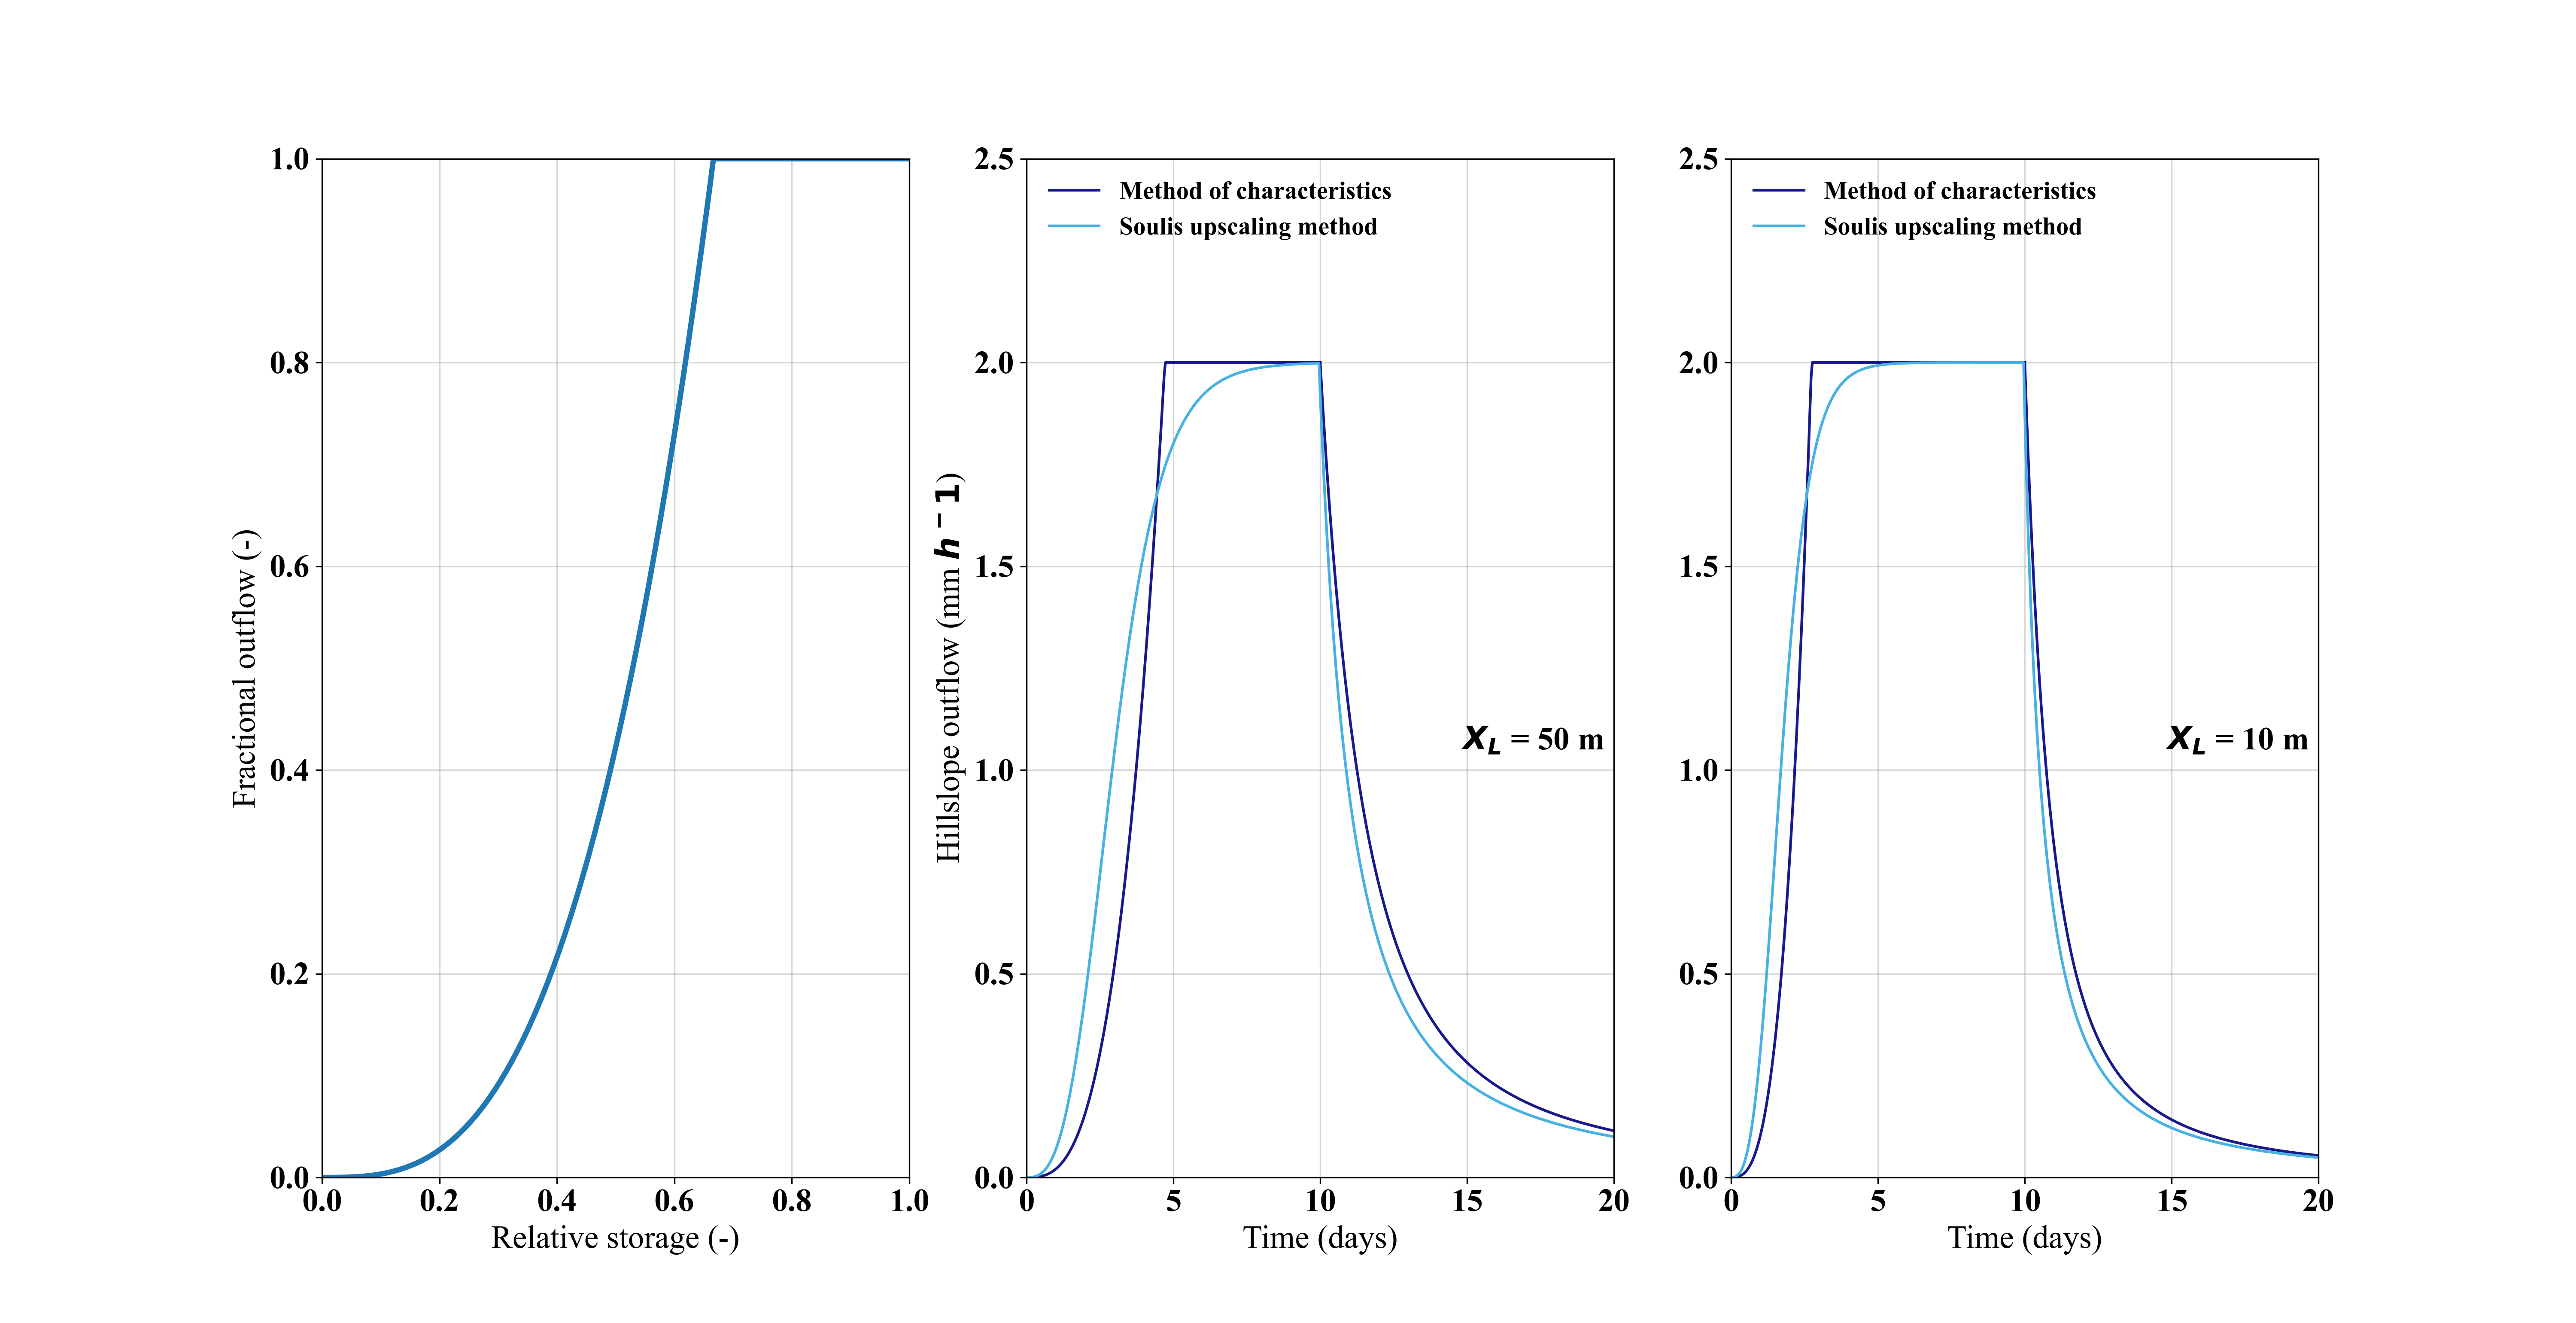 1.0
0.8
0.6
0.4
0.2
0.0
0.0 0.2 0.4 0.6 0.8 1.0
Relative storage (-)
Fractional outflow (-)
2.5
2.0
1.5
1.0
0.5
0.0
0 5 10 15 20
Time (days)
Hillslope outflow (mm h − 1)
Method of characteristics
Soulis upscaling method
X_L = 50 m
2.5
2.0
1.5
1.0
0.5
0.0
0 5 10 15 20
Time (days)
Method of characteristics
Soulis upscaling method
X_L = 10 m